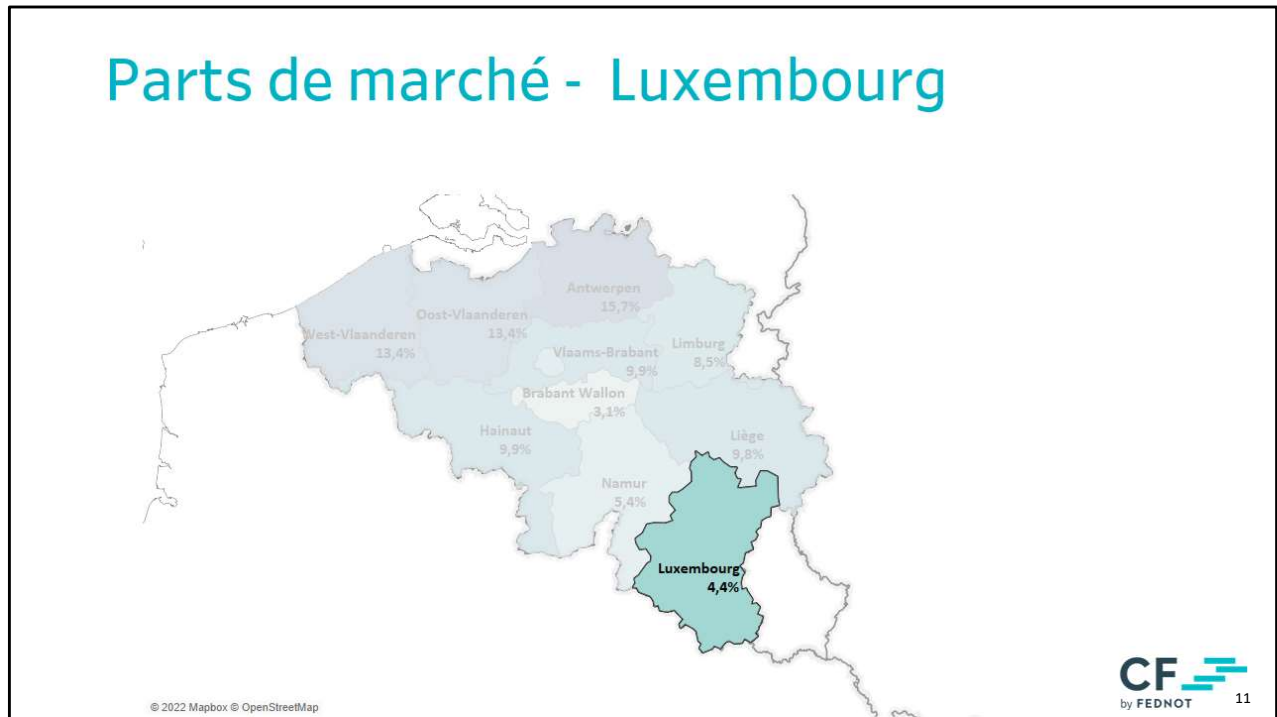 Parts de marché - Luxembourg
Antwerpen
15,7%
Oost-Vlaanderen
13,4%
West-Vlaanderen
13,4%
Vlaams-Brabant
9,9%
Limburg
8,5%
Brabant Wallon
3,1%
Hainaut
9,9%
Liège
9,8%
Namur
5,4%
Luxembourg
4,4%
© 2022 Mapbox © OpenStreetMap
CF
by FEDNOT
11